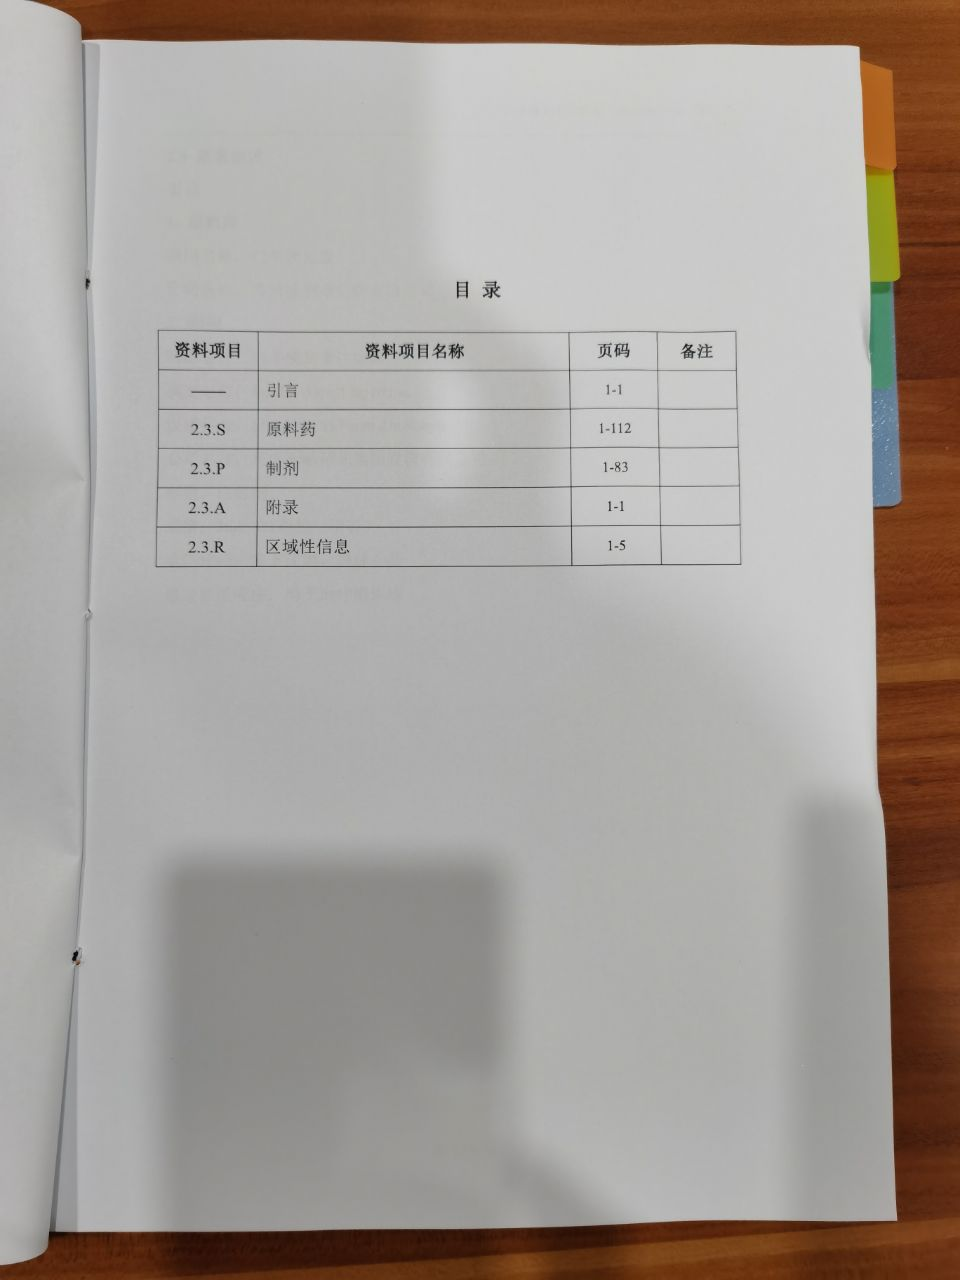 目 录
资料项目 资料项目名称 页码 备注
—— 引言 1-1
2.3.S 原料药 1-112
2.3.P 制剂 1-83
2.3.A 附录 1-1
2.3.R 区域性信息 1-5